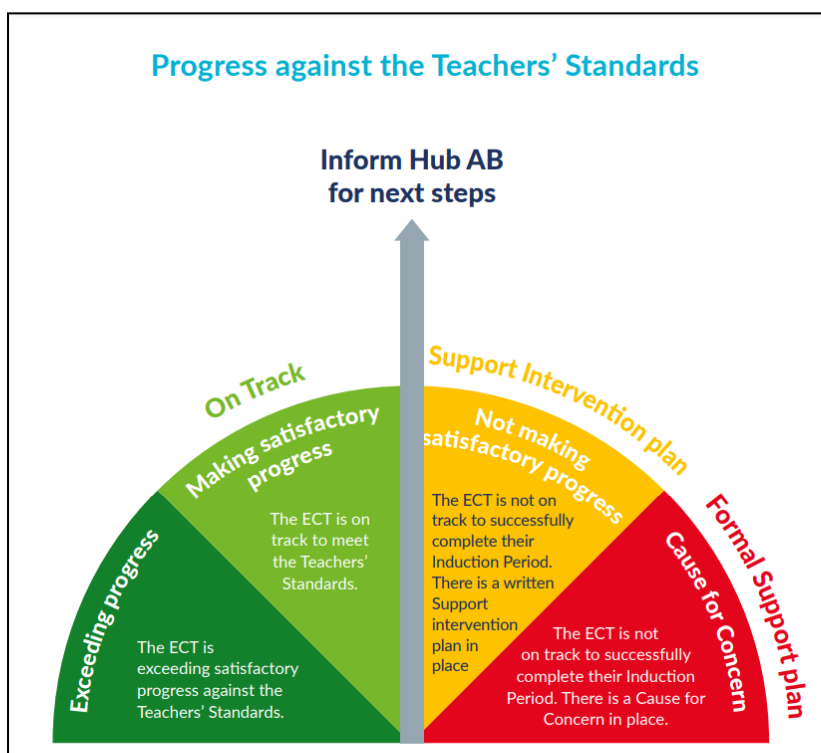 Progress against the Teachers' Standards
Inform Hub AB
for next steps
On Track
Support Intervention plan
Formal Support plan
Exceeding progress
The ECT is
exceeding satisfactory
progress against the
Teachers' Standards.
Making satisfactory
progress
The ECT is on
track to meet
the Teachers'
Standards.
Not making
satisfactory progress
The ECT is not on
track to successfully
complete their
Induction Period.
There is a written
Support
intervention
plan in
place
Cause for Concern
The ECT is not
on track to successfully
complete their Induction
Period. There is a Cause for
Concern in place.